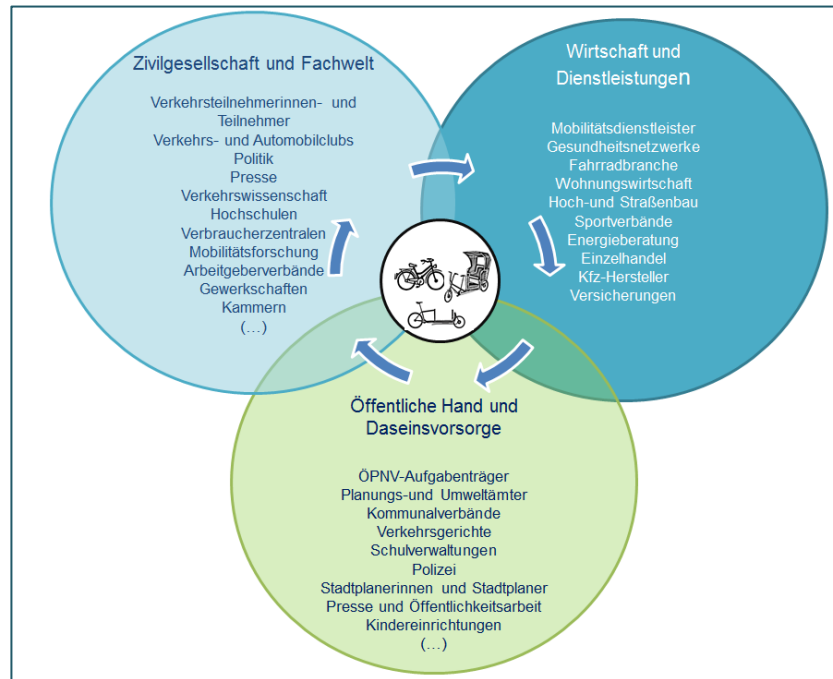 Zivilgesellschaft und Fachwelt
Verkehrsteilnehmerinnen- und
Teilnehmer
Verkehrs- und Automobilclubs
Politik
Presse
Verkehrswissenschaft
Hochschulen
Verbraucherzentralen
Mobilitätsforschung
Arbeitgeberverbände
Gewerkschaften
Kammern
(…)
Wirtschaft und
Dienstleistungen
Mobilitätsdienstleister
Gesundheitsnetzwerke
Fahrradbranche
Wohnungswirtschaft
Hoch-und Straßenbau
Sportverbände
Energieberatung
Einzelhandel
Kfz-Hersteller
Versicherungen
Öffentliche Hand und
Daseinsvorsorge
ÖPNV-Aufgabenträger
Planungs-und Umweltämter
Kommunalverbände
Verkehrsgerichte
Schulverwaltungen
Polizei
Stadtplanerinnen und Stadtplaner
Presse und Öffentlichkeitsarbeit
Kindereinrichtungen
(…)